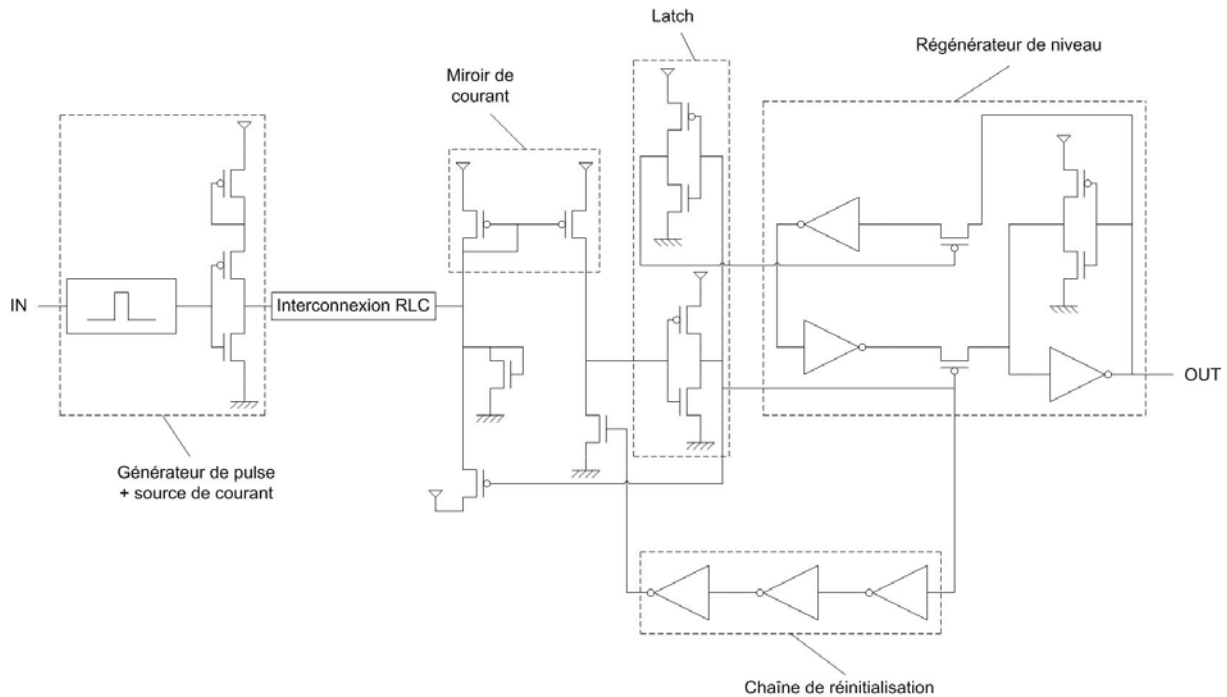 Latch
Régénérateur de niveau
Miroir de
courant
IN
Interconnexion RLC
OUT
Générateur de pulse
+ source de courant
Chaîne de réinitialisation